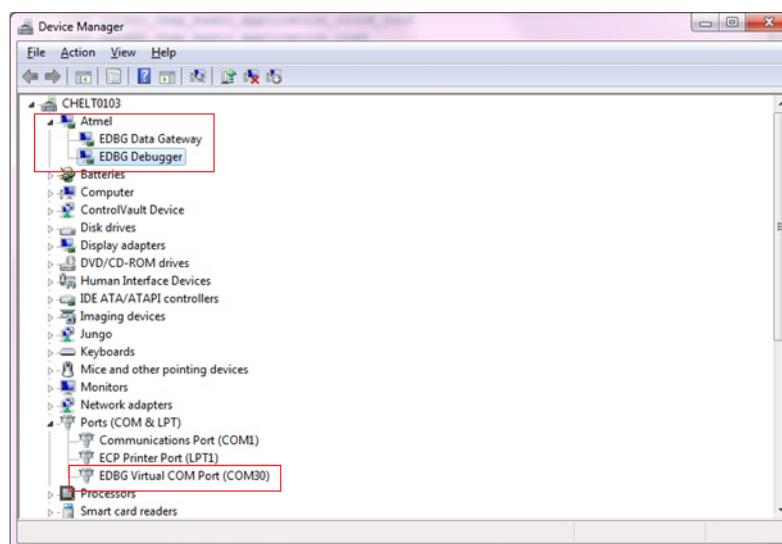 Device Manager
File Action View Help
CHELT0103
Atmel
EDBG Data Gateway
EDBG Debugger
Batteries
Computer
ControlVault Device
Disk drives
Display adapters
DVD/CD-ROM drives
Human Interface Devices
IDE ATA/ATAPI controllers
Imaging devices
Jungo
Keyboards
Mice and other pointing devices
Monitors
Network adapters
Ports (COM & LPT)
Communications Port (COM1)
ECP Printer Port (LPT1)
EDBG Virtual COM Port (COM30)
Processors
Smart card readers